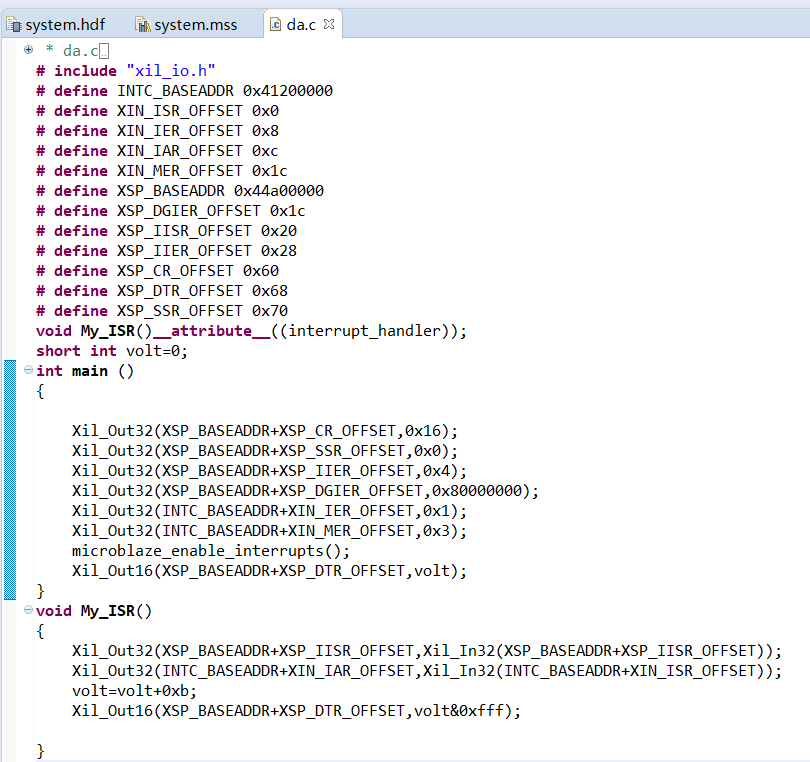 system.hdf system.mss da.c
* da.c
# include "xil_io.h"
# define INTC_BASEADDR 0x41200000
# define XIN_ISR_OFFSET 0x0
# define XIN_IER_OFFSET 0x8
# define XIN_IAR_OFFSET 0xc
# define XIN_MER_OFFSET 0x1c
# define XSP_BASEADDR 0x44a00000
# define XSP_DGIER_OFFSET 0x1c
# define XSP_IISR_OFFSET 0x20
# define XSP_IIER_OFFSET 0x28
# define XSP_CR_OFFSET 0x60
# define XSP_DTR_OFFSET 0x68
# define XSP_SSR_OFFSET 0x70
void My_ISR()__attribute__((interrupt_handler));
short int volt=0;
int main ()
{
Xil_Out32(XSP_BASEADDR+XSP_CR_OFFSET,0x16);
Xil_Out32(XSP_BASEADDR+XSP_SSR_OFFSET,0x0);
Xil_Out32(XSP_BASEADDR+XSP_IIER_OFFSET,0x4);
Xil_Out32(XSP_BASEADDR+XSP_DGIER_OFFSET,0x80000000);
Xil_Out32(INTC_BASEADDR+XIN_IER_OFFSET,0x1);
Xil_Out32(INTC_BASEADDR+XIN_MER_OFFSET,0x3);
microblaze_enable_interrupts();
Xil_Out16(XSP_BASEADDR+XSP_DTR_OFFSET,volt);
}
void My_ISR()
{
Xil_Out32(XSP_BASEADDR+XSP_IISR_OFFSET,Xil_In32(XSP_BASEADDR+XSP_IISR_OFFSET));
Xil_Out32(INTC_BASEADDR+XIN_IAR_OFFSET,Xil_In32(INTC_BASEADDR+XIN_ISR_OFFSET));
volt=volt+0xb;
Xil_Out16(XSP_BASEADDR+XSP_DTR_OFFSET,volt&0xfff);
}